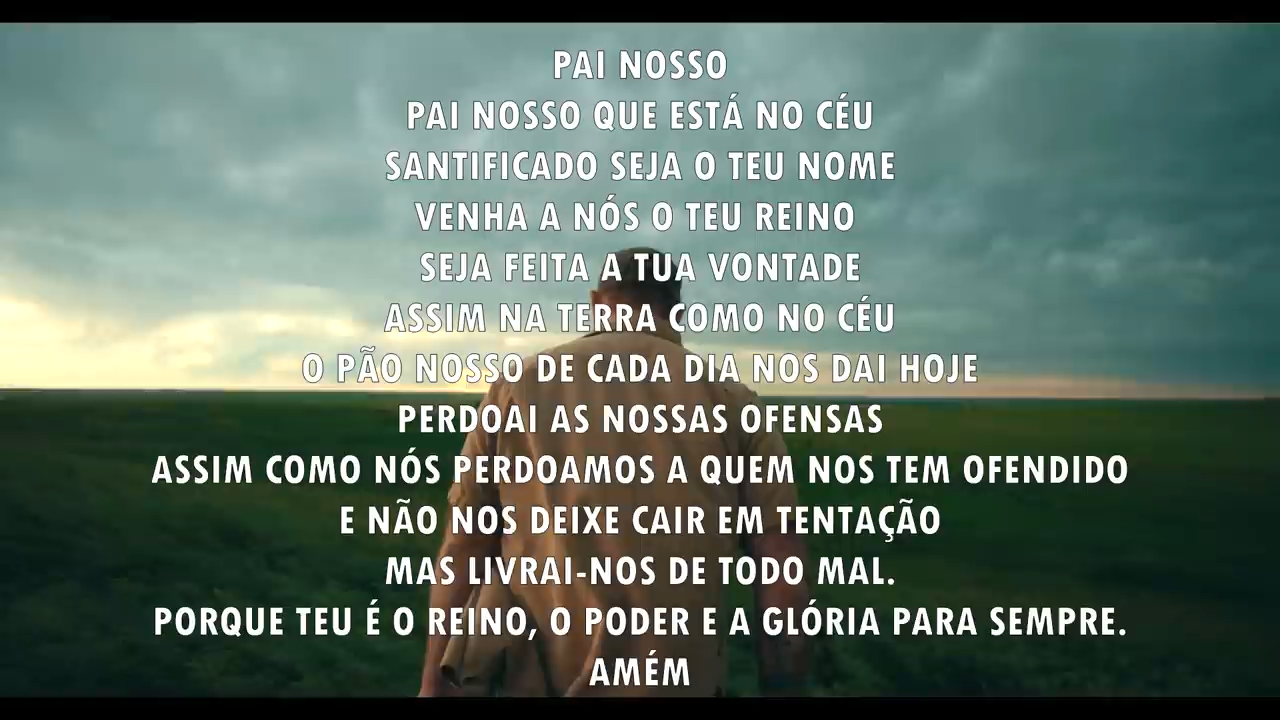 PAI NOSSO
PAI NOSSO QUE ESTÁ NO CÉU
SANTIFICADO SEJA O TEU NOME
VENHA A NÓS O TEU REINO
SEJA FEITA A TUA VONTADE
ASSIM NA TERRA COMO NO CÉU
O PÃO NOSSO DE CADA DIA NOS DAI HOJE
PERDOAI AS NOSSAS OFENSAS
ASSIM COMO NÓS PERDOAMOS A QUEM NOS TEM OFENDIDO
E NÃO NOS DEIXE CAIR EM TENTAÇÃO
MAS LIVRAI-NOS DE TODO MAL.
PORQUE TEU É O REINO, O PODER E A GLÓRIA PARA SEMPRE.
AMÉM